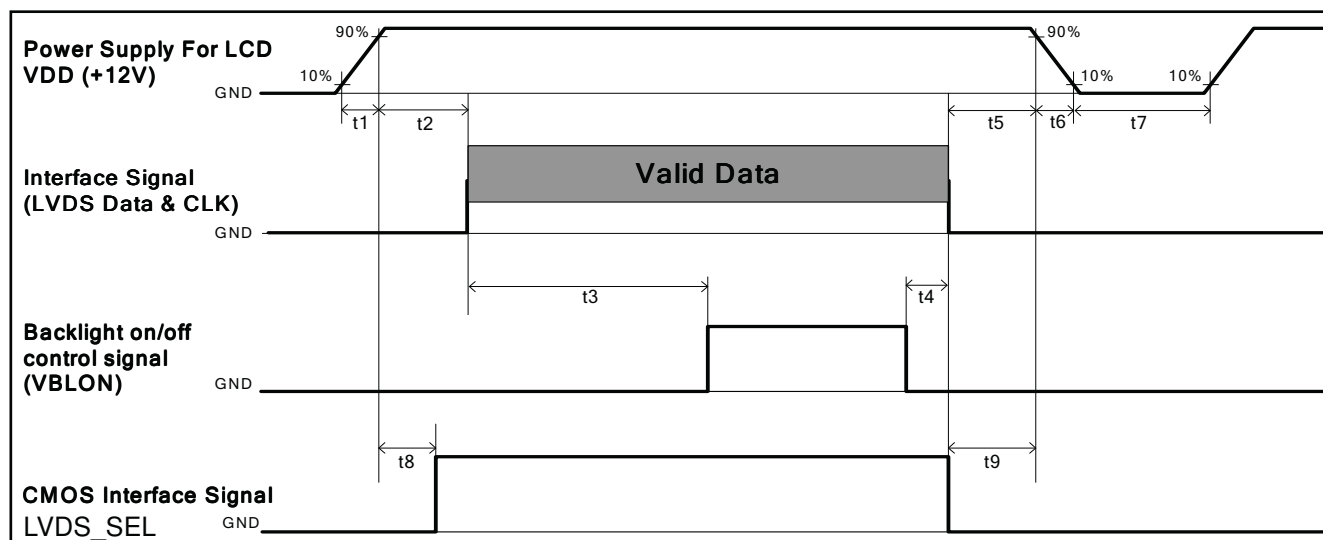 Power Supply For LCD
VDD (+12V)
90%
10%
GND
90%
10%
10%
t1
t2
t5
t6
t7
Interface Signal
(LVDS Data & CLK)
Valid Data
GND
t3
t4
Backlight on/off
control signal
(VBLON)
GND
t8
t9
CMOS Interface Signal
LVDS_SEL
GND